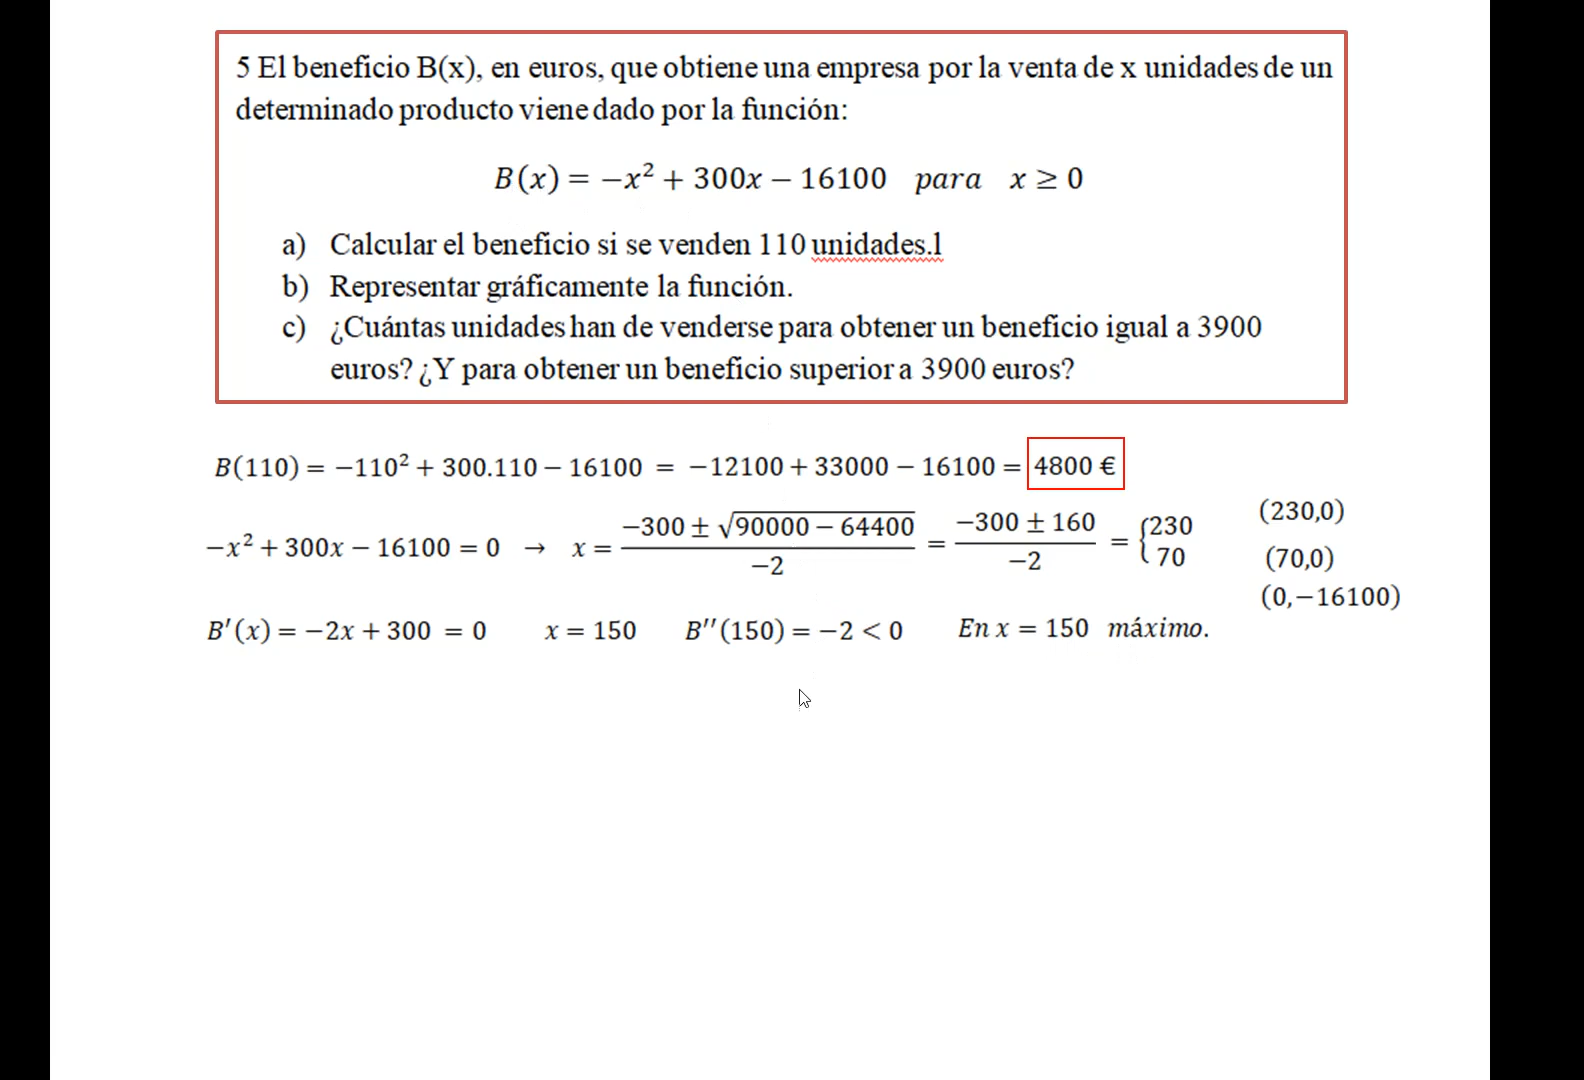 5 El beneficio B(x), en euros, que obtiene una empresa por la venta de x unidades de un
determinado producto viene dado por la función:
B(x) = −x² + 300x − 16100 para x ≥ 0
a) Calcular el beneficio si se venden 110 unidades.l
b) Representar gráficamente la función.
c) ¿Cuántas unidades han de venderse para obtener un beneficio igual a 3900
euros? ¿Y para obtener un beneficio superior a 3900 euros?
B(110) = −110² + 300.110 − 16100 = −12100 + 33000 − 16100 = 4800 €
−x² + 300x − 16100 = 0 → x = (−300 ± √(90000 − 64400))/(−2) = (−300 ± 160)/(−2) = {230 70
(230,0)
(70,0)
(0,−16100)
B′(x) = −2x + 300 = 0 x = 150 B′′(150) = −2 < 0 En x = 150 máximo.